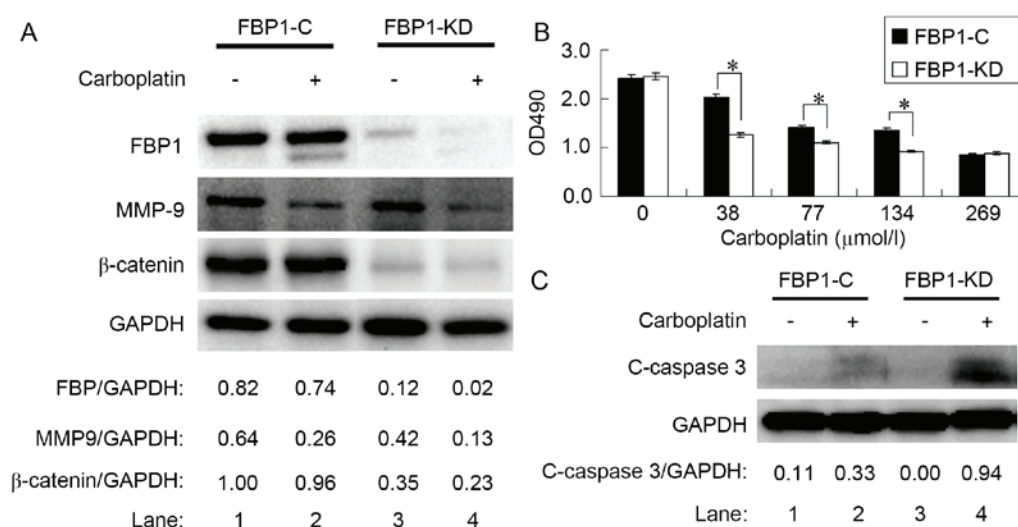 A
FBP1-C FBP1-KD
Carboplatin - + - +
FBP1
MMP-9
β-catenin
GAPDH
FBP/GAPDH: 0.82 0.74 0.12 0.02
MMP9/GAPDH: 0.64 0.26 0.42 0.13
β-catenin/GAPDH: 1.00 0.96 0.35 0.23
Lane: 1 2 3 4
B
FBP1-C
FBP1-KD
3.0
2.0
1.0
0.0
OD490
* * *
0 38 77 134 269
Carboplatin (μmol/l)
C
FBP1-C FBP1-KD
Carboplatin - + - +
C-caspase 3
GAPDH
C-caspase 3/GAPDH: 0.11 0.33 0.00 0.94
Lane: 1 2 3 4